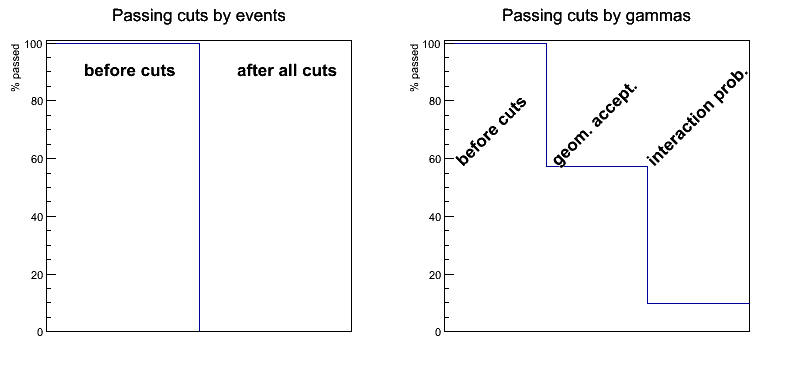 Passing cuts by events
% passed
100
80
60
40
20
0
before cuts
after all cuts
Passing cuts by gammas
% passed
100
80
60
40
20
0
before cuts
geom. accept.
interaction prob.